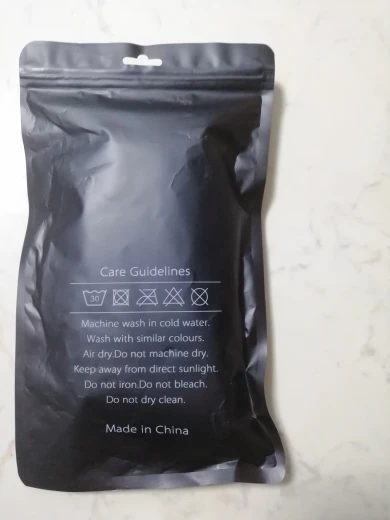 Care Guidelines
30
Machine wash in cold water.
Wash with similar colours.
Air dry.Do not machine dry.
Keep away from direct sunlight.
Do not iron.Do not bleach.
Do not dry clean.
Made in China